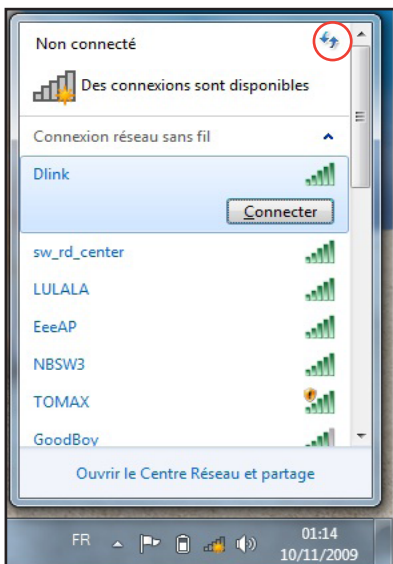 Non connecté
Des connexions sont disponibles
Connexion réseau sans fil
Dlink
Connecter
sw_rd_center
LULALA
EeeAP
NBSW3
TOMAX
GoodBoy
Ouvrir le Centre Réseau et partage
FR
01:14
10/11/2009